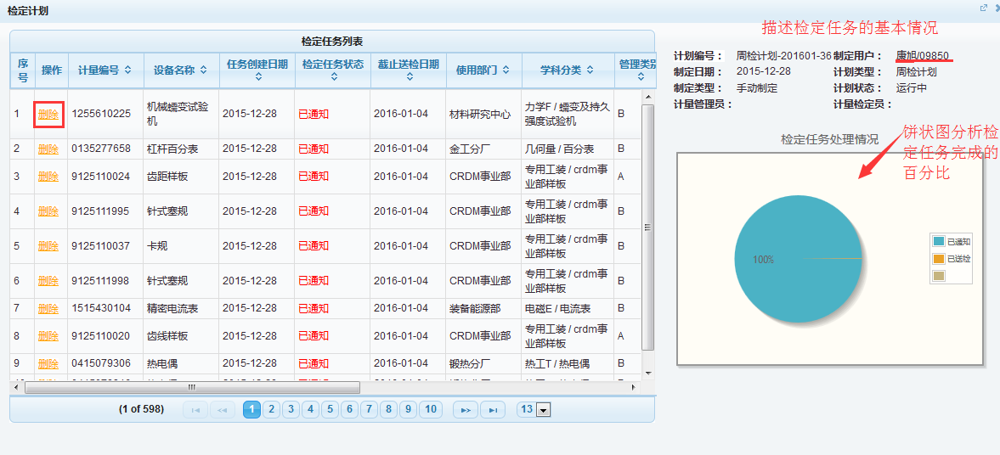 检定计划
检定任务列表
序号 操作 计量编号 设备名称 任务创建日期 检定任务状态 截止送检日期 使用部门 学科分类 管理类别
1 删除 1255610225 机械蠕变试验机 2015-12-28 已通知 2016-01-04 材料研究中心 力学F / 蠕变及持久强度试验机 B
2 删除 0135277658 杠杆百分表 2015-12-28 已通知 2016-01-04 金工分厂 几何量 / 百分表 B
3 删除 9125110024 齿距样板 2015-12-28 已通知 2016-01-04 CRDM事业部 专用工装 / crdm事业部样板 A
4 删除 9125111995 针式塞规 2015-12-28 已通知 2016-01-04 CRDM事业部 专用工装 / crdm事业部样板 B
5 删除 9125110037 卡规 2015-12-28 已通知 2016-01-04 CRDM事业部 专用工装 / crdm事业部样板 B
6 删除 9125111998 针式塞规 2015-12-28 已通知 2016-01-04 CRDM事业部 专用工装 / crdm事业部样板 B
7 删除 1515430104 精密电流表 2015-12-28 已通知 2016-01-04 装备能源部 电磁E / 电流表 B
8 删除 9125110020 齿线样板 2015-12-28 已通知 2016-01-04 CRDM事业部 专用工装 / crdm事业部样板 A
9 删除 0415079306 热电偶 2015-12-28 已通知 2016-01-04 锻热分厂 热工T / 热电偶 B
(1 of 598) 1 2 3 4 5 6 7 8 9 10 13
描述检定任务的基本情况
计划编号： 周检计划-201601-36 制定用户： 康旭/09850
制定日期： 2015-12-28 计划类型： 周检计划
制定类型： 手动制定 计划状态： 运行中
计量管理员： 计量检定员：
检定任务处理情况
饼状图分析检
定任务完成的
百分比
100%
已通知
已送检